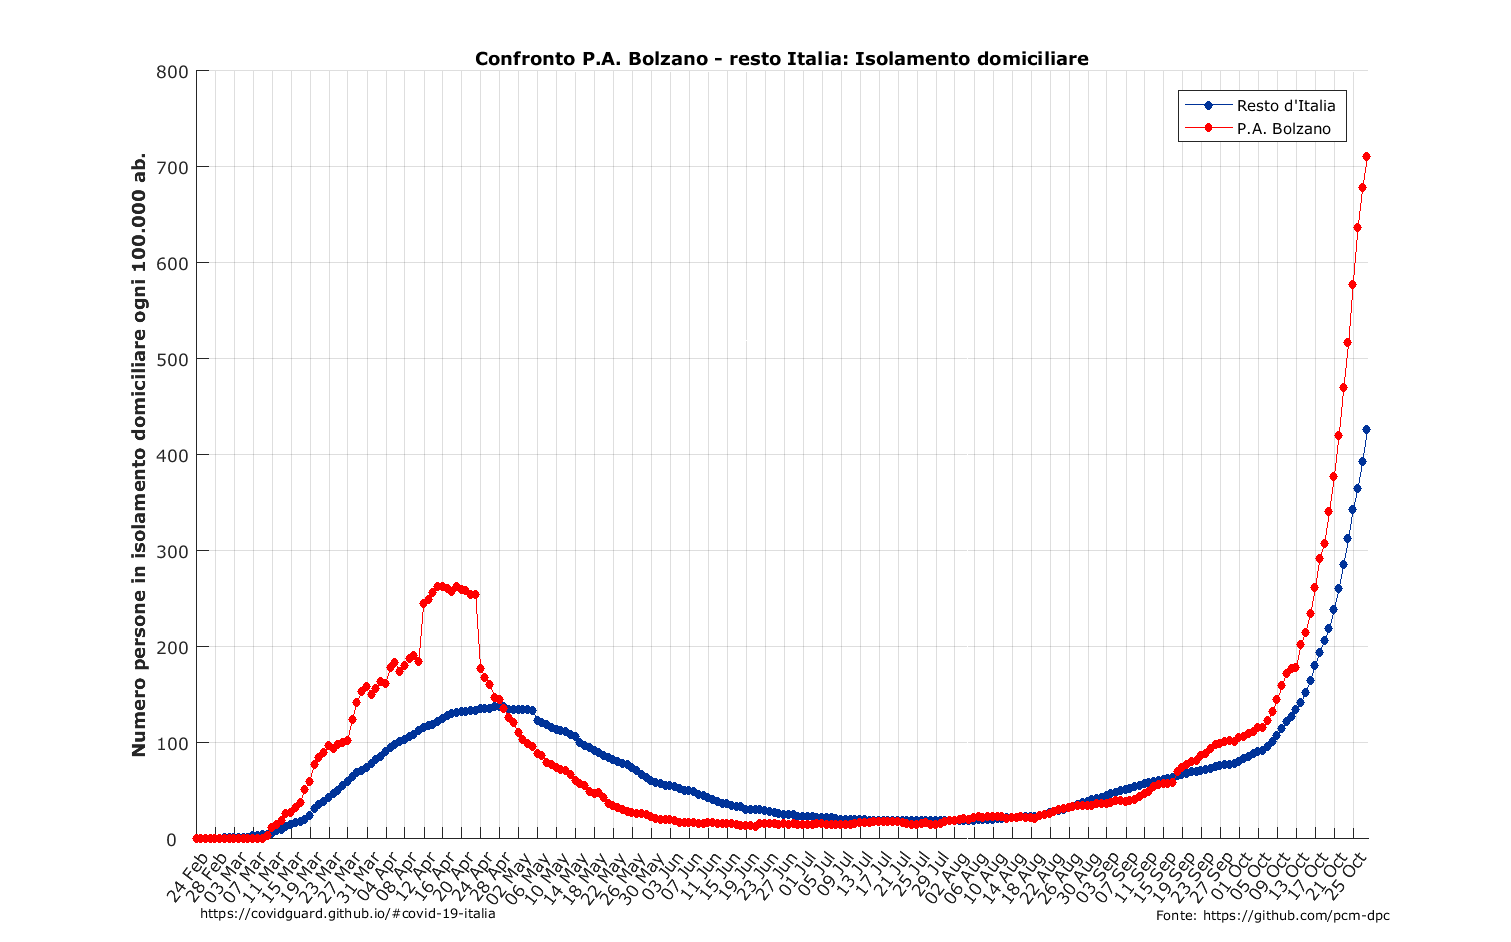 Confronto P.A. Bolzano - resto Italia: Isolamento domiciliare
Numero persone in isolamento domiciliare ogni 100.000 ab.
800
700
600
500
400
300
200
100
0
Resto d'Italia
P.A. Bolzano
24 Feb
28 Feb
03 Mar
07 Mar
11 Mar
15 Mar
19 Mar
23 Mar
27 Mar
31 Mar
04 Apr
08 Apr
12 Apr
16 Apr
20 Apr
24 Apr
28 Apr
02 May
06 May
10 May
14 May
18 May
22 May
26 May
30 May
03 Jun
07 Jun
11 Jun
15 Jun
19 Jun
23 Jun
27 Jun
01 Jul
05 Jul
09 Jul
13 Jul
17 Jul
21 Jul
25 Jul
29 Jul
02 Aug
06 Aug
10 Aug
14 Aug
18 Aug
22 Aug
26 Aug
30 Aug
03 Sep
07 Sep
11 Sep
15 Sep
19 Sep
23 Sep
27 Sep
01 Oct
05 Oct
09 Oct
13 Oct
17 Oct
21 Oct
25 Oct
https://covidguard.github.io/#covid-19-italia
Fonte: https://github.com/pcm-dpc